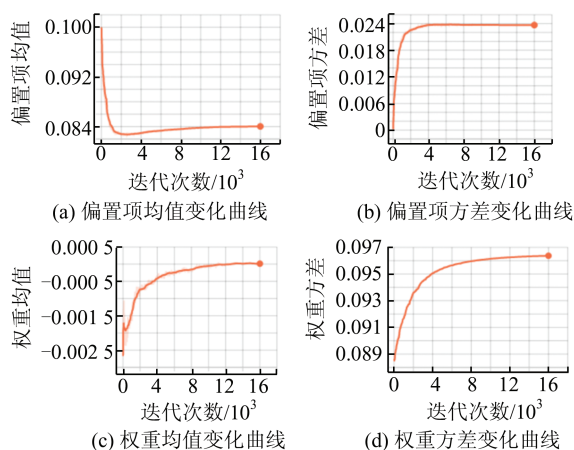 偏置项均值
0.100
0.092
0.084
0 4 8 12 16
迭代次数/10³
(a) 偏置项均值变化曲线
偏置项方差
0.024
0.018
0.012
0.006
0
0 4 8 12 16
迭代次数/10³
(b) 偏置项方差变化曲线
权重均值
0.000 5
−0.000 5
−0.001 5
−0.002 5
0 4 8 12 16
迭代次数/10³
(c) 权重均值变化曲线
权重方差
0.097
0.095
0.093
0.091
0.089
0 4 8 12 16
迭代次数/10³
(d) 权重方差变化曲线